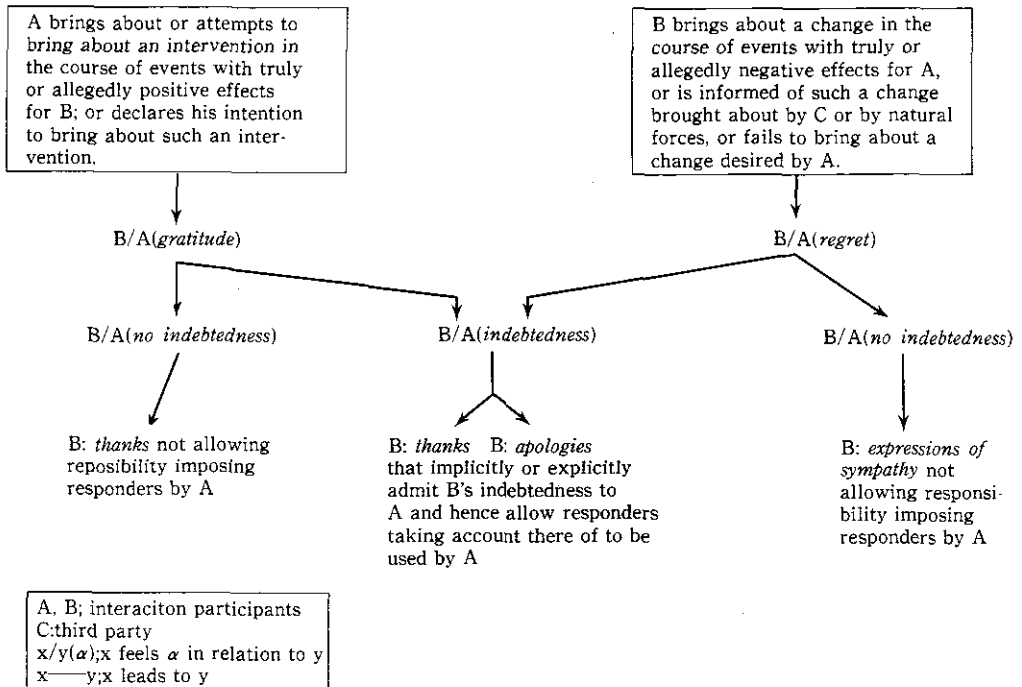 A brings about or attempts to
bring about an intervention in
the course of events with truly
or allegedly positive effects
for B; or declares his intention
to bring about such an inter-
vention.
B brings about a change in the
course of events with truly or
allegedly negative effects for A,
or is informed of such a change
brought about by C or by natural
forces, or fails to bring about a
change desired by A.
B/A(gratitude)
B/A(regret)
B/A(no indebtedness)
B/A(indebtedness)
B/A(no indebtedness)
B: thanks not allowing
reposibility imposing
responders by A
B: thanks B: apologies
that implicitly or explicitly
admit B's indebtedness to
A and hence allow responders
taking account there of to be
used by A
B: expressions of
sympathy not
allowing responsi-
bility imposing
responders by A
A, B; interaciton participants
C:third party
x/y(α);x feels α in relation to y
x——y;x leads to y